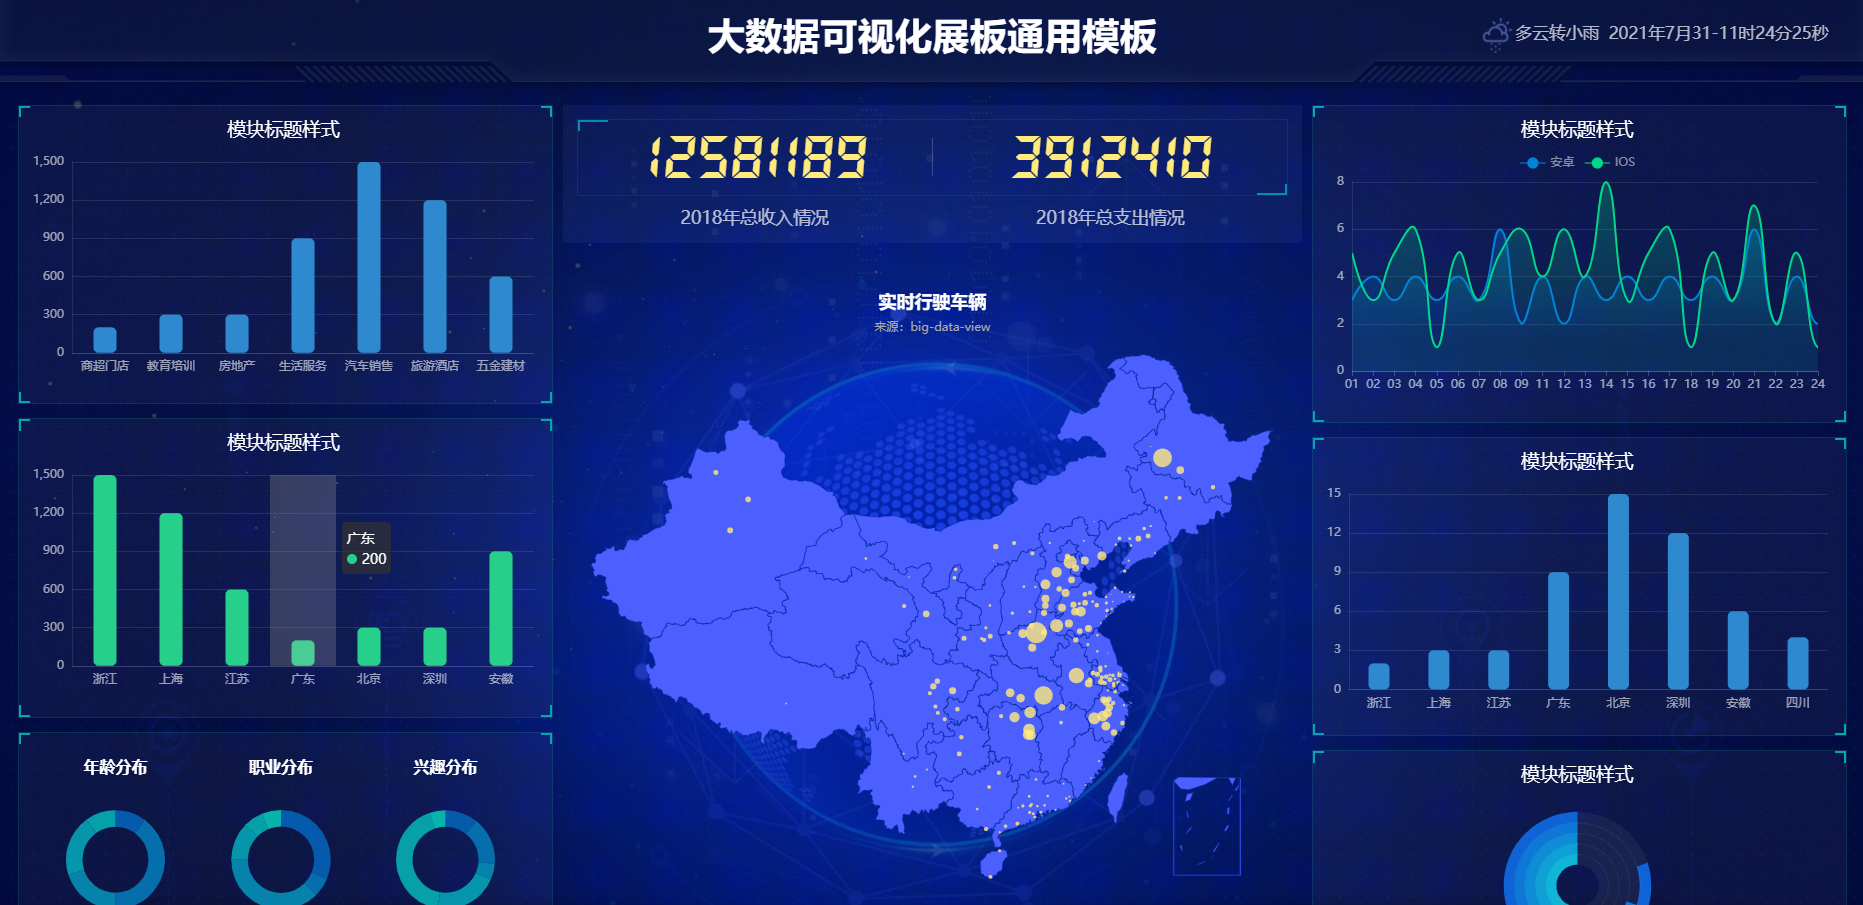 大数据可视化展板通用模板
多云转小雨 2021年7月31-11时24分25秒
模块标题样式
1,500
1,200
900
600
300
0
商超门店 教育培训 房地产 生活服务 汽车销售 旅游酒店 五金建材
模块标题样式
1,500
1,200
900
600
300
0
广东
200
浙江 上海 江苏 广东 北京 深圳 安徽
年龄分布 职业分布 兴趣分布
12581189 3912410
2018年总收入情况 2018年总支出情况
实时行驶车辆
来源：big-data-view
模块标题样式
安卓 IOS
8
6
4
2
0
01 02 03 04 05 06 07 08 09 11 12 13 14 15 16 17 18 19 20 21 22 23 24
模块标题样式
15
12
9
6
3
0
浙江 上海 江苏 广东 北京 深圳 安徽 四川
模块标题样式